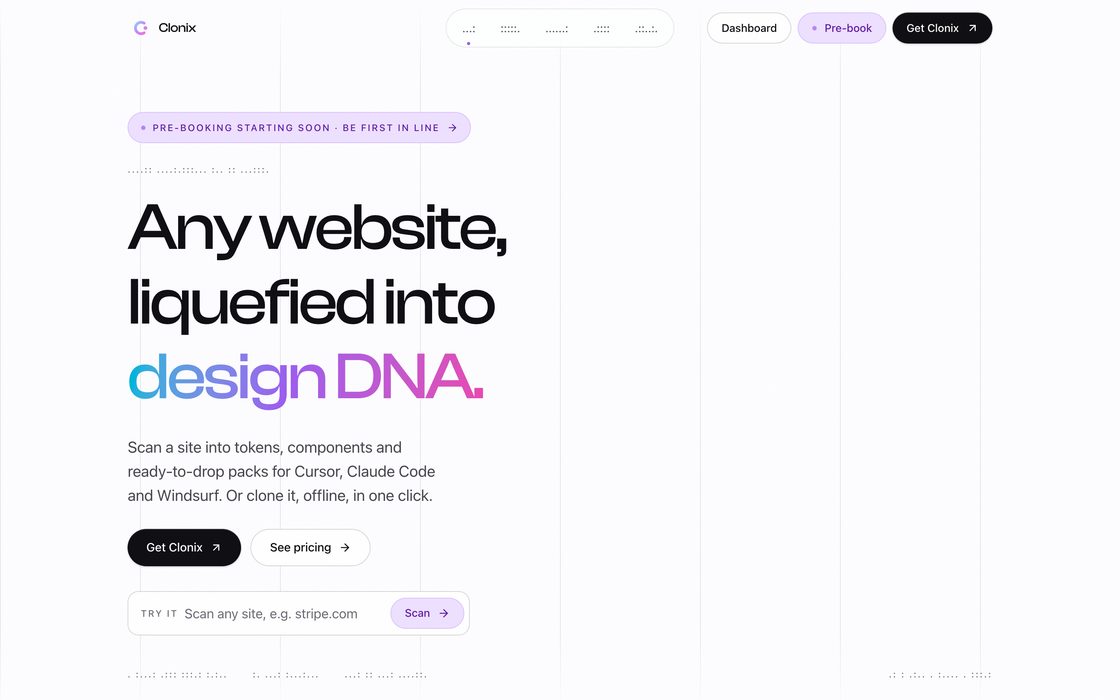 Clonix
Dashboard
Pre-book
Get Clonix
PRE-BOOKING STARTING SOON · BE FIRST IN LINE
Any website,
liquefied into
design DNA.
Scan a site into tokens, components and
ready-to-drop packs for Cursor, Claude Code
and Windsurf. Or clone it, offline, in one click.
Get Clonix
See pricing
TRY IT Scan any site, e.g. stripe.com
Scan